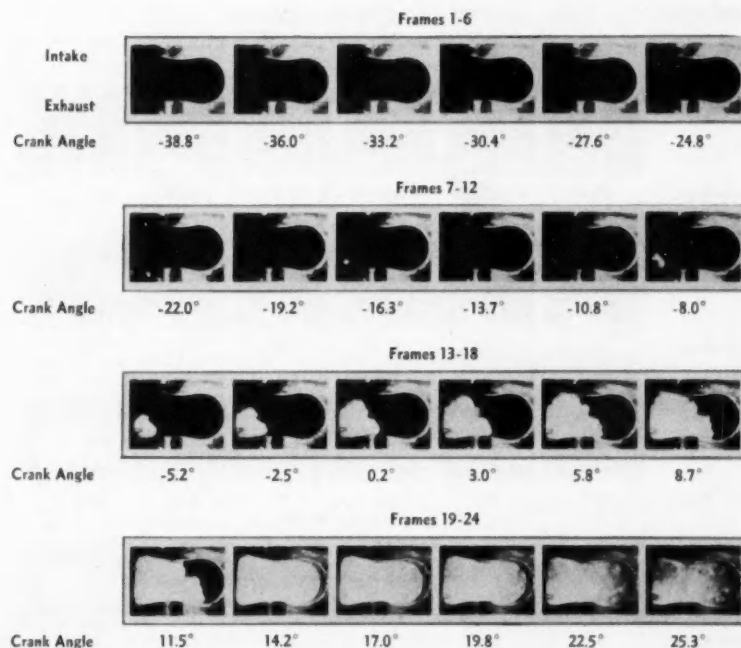 Frames 1-6
Intake
Exhaust
Crank Angle -38.8° -36.0° -33.2° -30.4° -27.6° -24.8°
Frames 7-12
Crank Angle -22.0° -19.2° -16.3° -13.7° -10.8° -8.0°
Frames 13-18
Crank Angle -5.2° -2.5° 0.2° 3.0° 5.8° 8.7°
Frames 19-24
Crank Angle 11.5° 14.2° 17.0° 19.8° 22.5° 25.3°